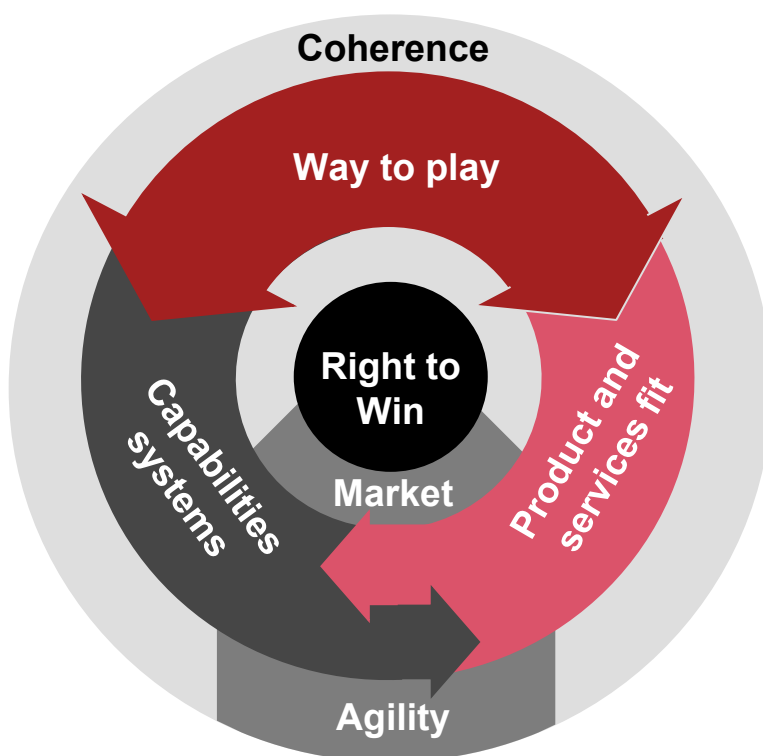 Coherence
Way to play
Right to
Win
Capabilities
systems
Product and
services fit
Market
Agility